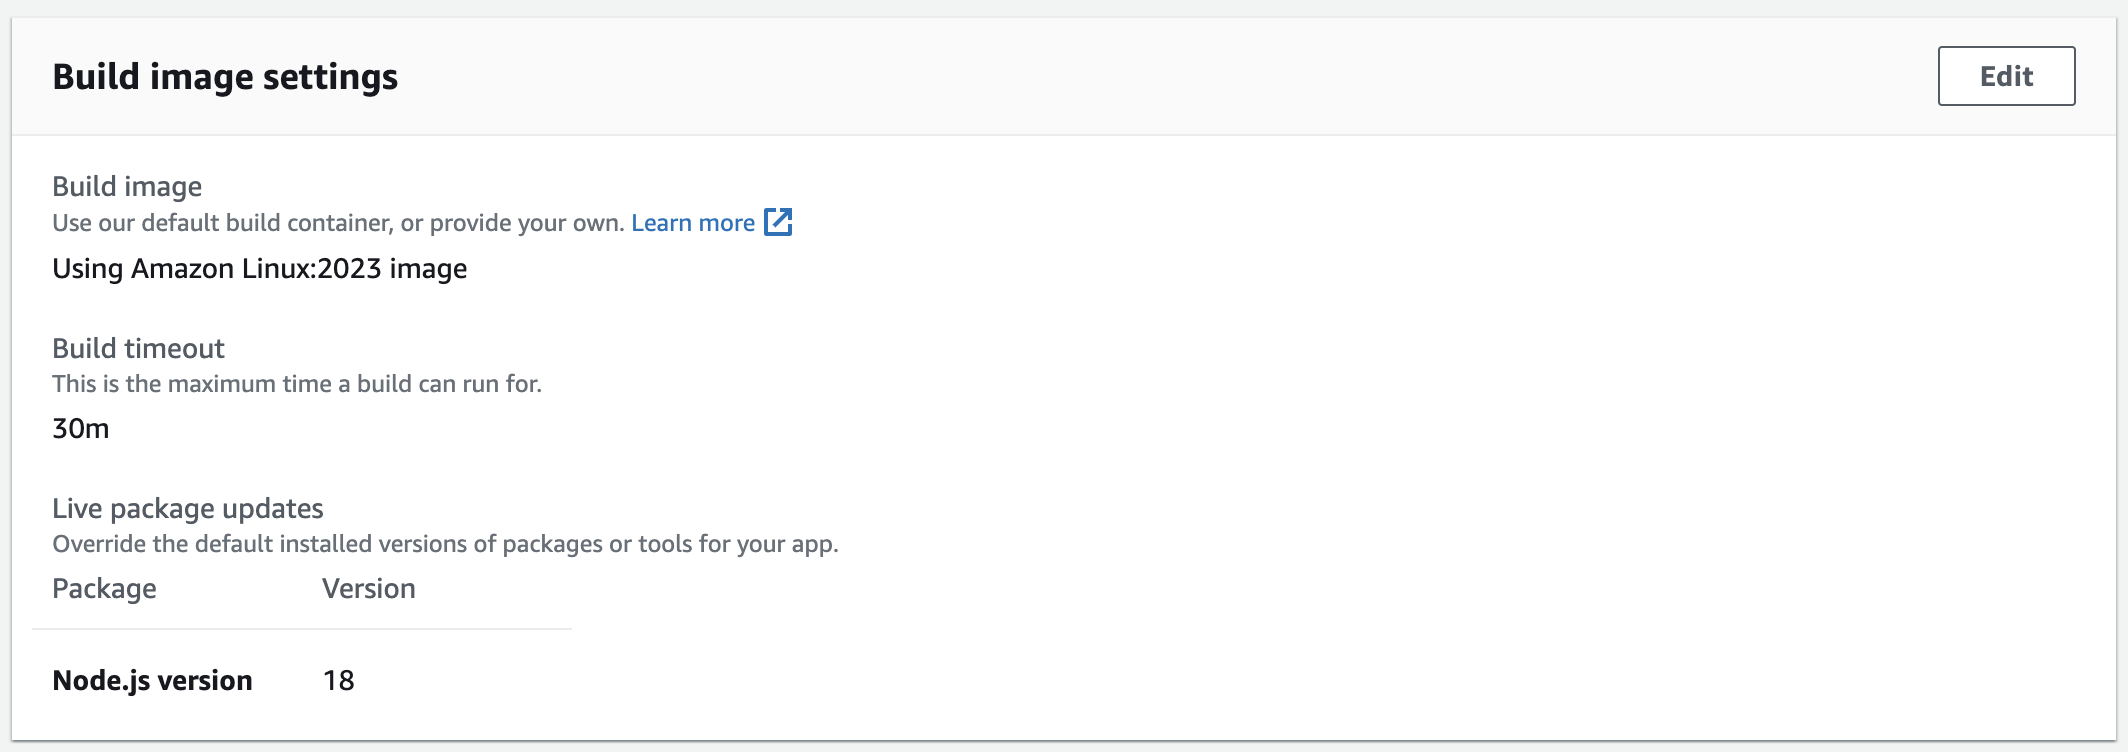 Build image settings
Edit
Build image
Use our default build container, or provide your own. Learn more
Using Amazon Linux:2023 image
Build timeout
This is the maximum time a build can run for.
30m
Live package updates
Override the default installed versions of packages or tools for your app.
Package Version
Node.js version 18